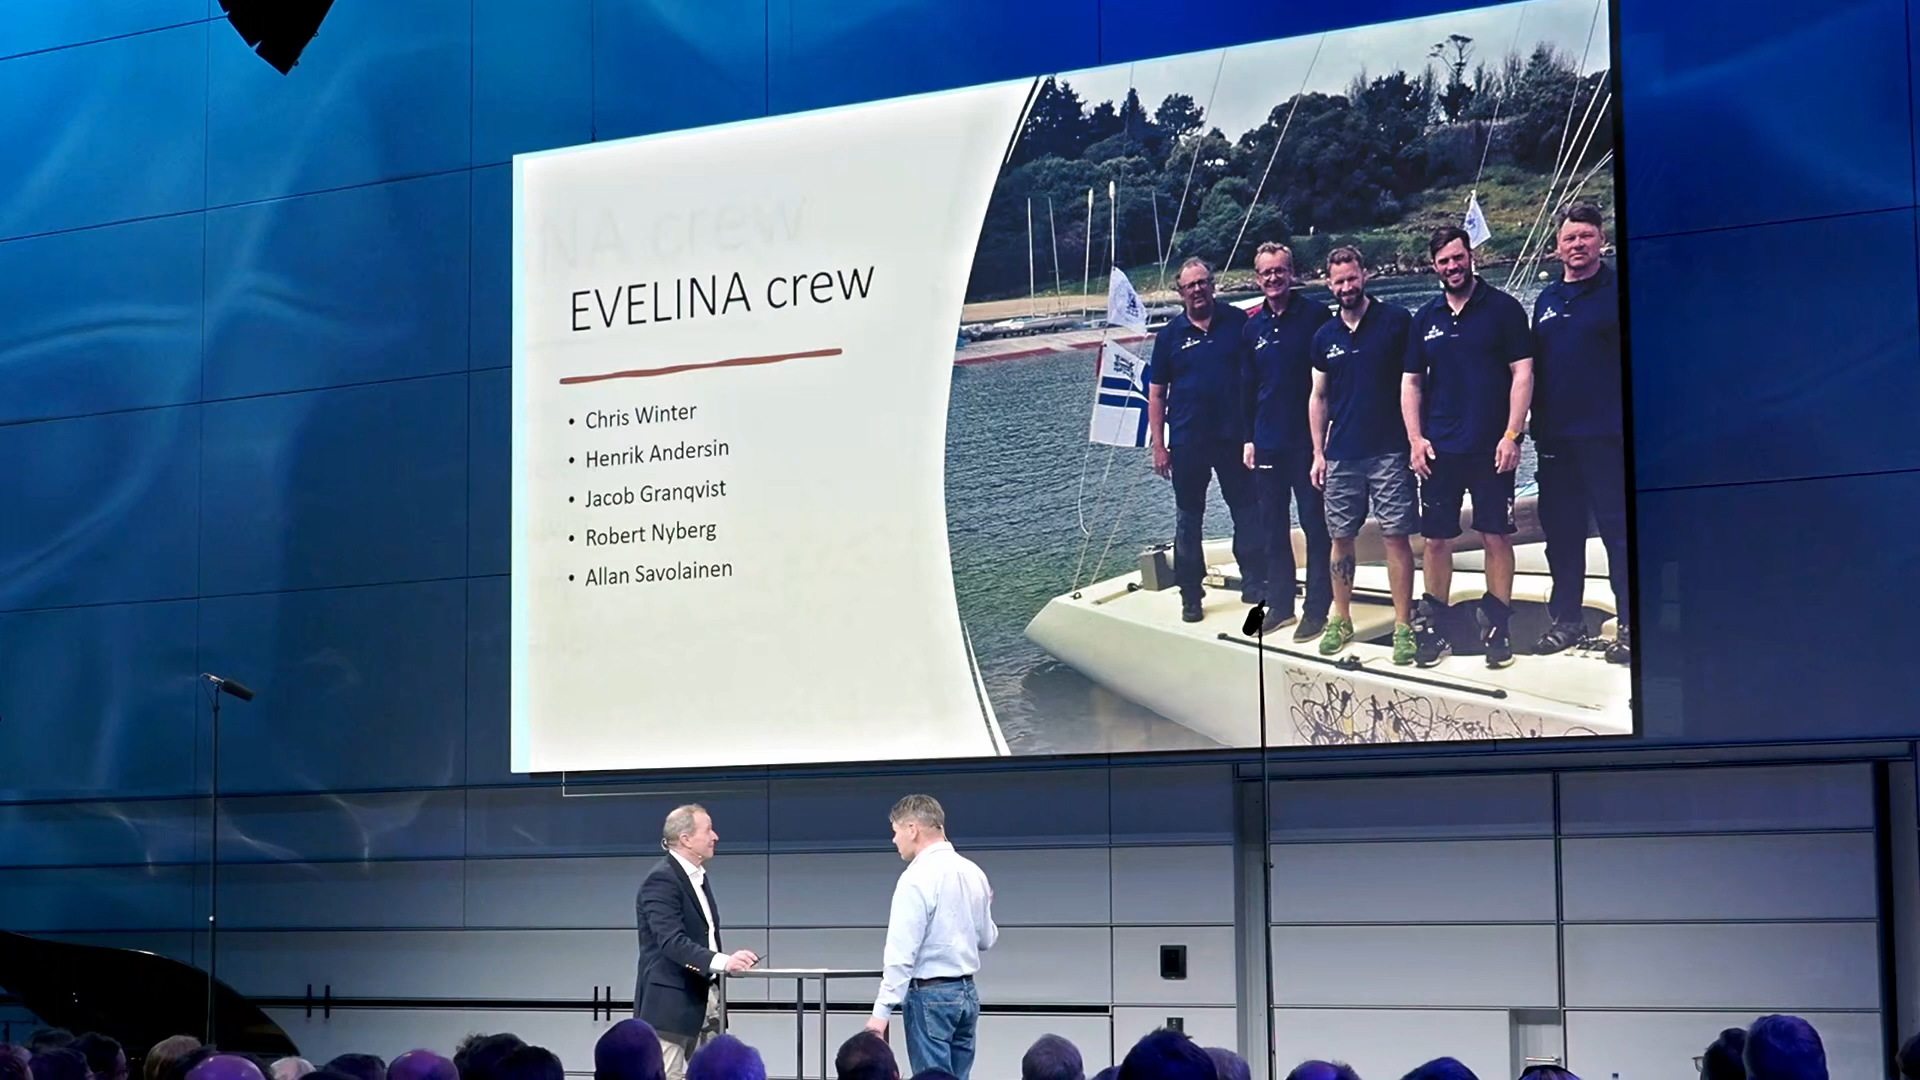 EVELINA crew
• Chris Winter
• Henrik Andersin
• Jacob Granqvist
• Robert Nyberg
• Allan Savolainen